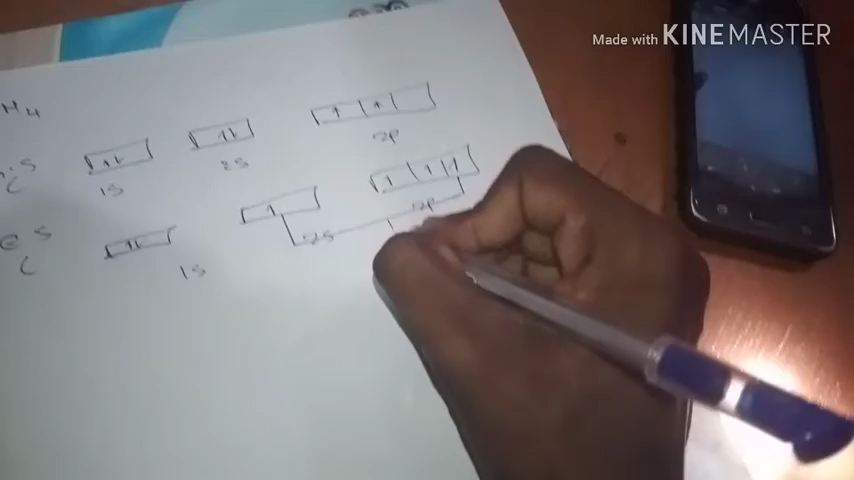 Made with KINEMASTER
H4
G.S
C
1s
2s
2p
e s
C
1s
2s
2p